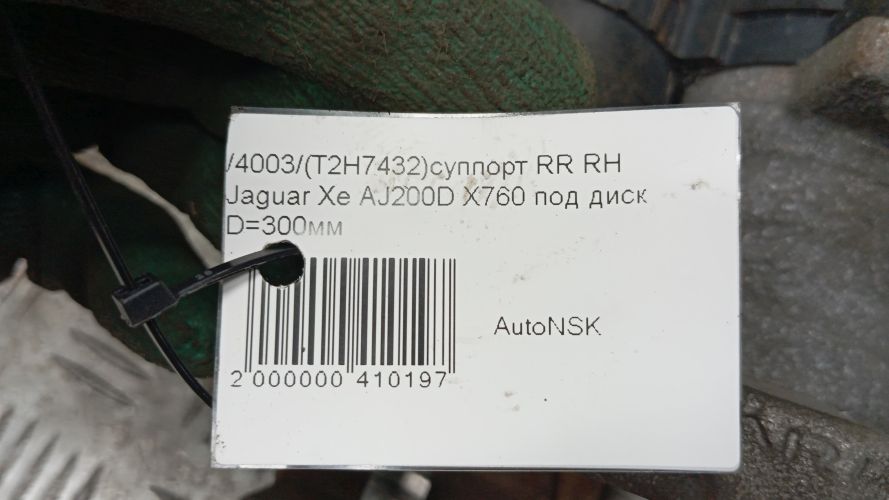 /4003/(T2H7432)суппорт RR RH
Jaguar Xe AJ200D X760 под диск
D=300мм
AutoNSK
2 000000 410197